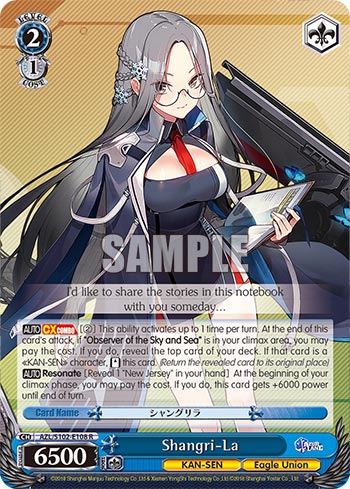 2
LEVEL
1
COST
SAMPLE
I'd like to share the stories in this notebook
with you someday...
AUTO CX COMBO [②] This ability activates up to 1 time per turn. At the end of this
card's attack, if "Observer of the Sky and Sea" is in your climax area, you may
pay the cost. If you do, reveal the top card of your deck. If that card is
<KAN-SEN> character, [*] this card. (Return the revealed card to its original place)
AUTO Resonate [Reveal 1 "New Jersey" in your hand] At the beginning of your
climax phase, you may pay the cost. If you do, this card gets +6000 power
until end of turn.
Card Name シャングリラ
CH AZL/S102-E108 R
Shangri-La
POWER
6500
KAN-SEN
Eagle Union